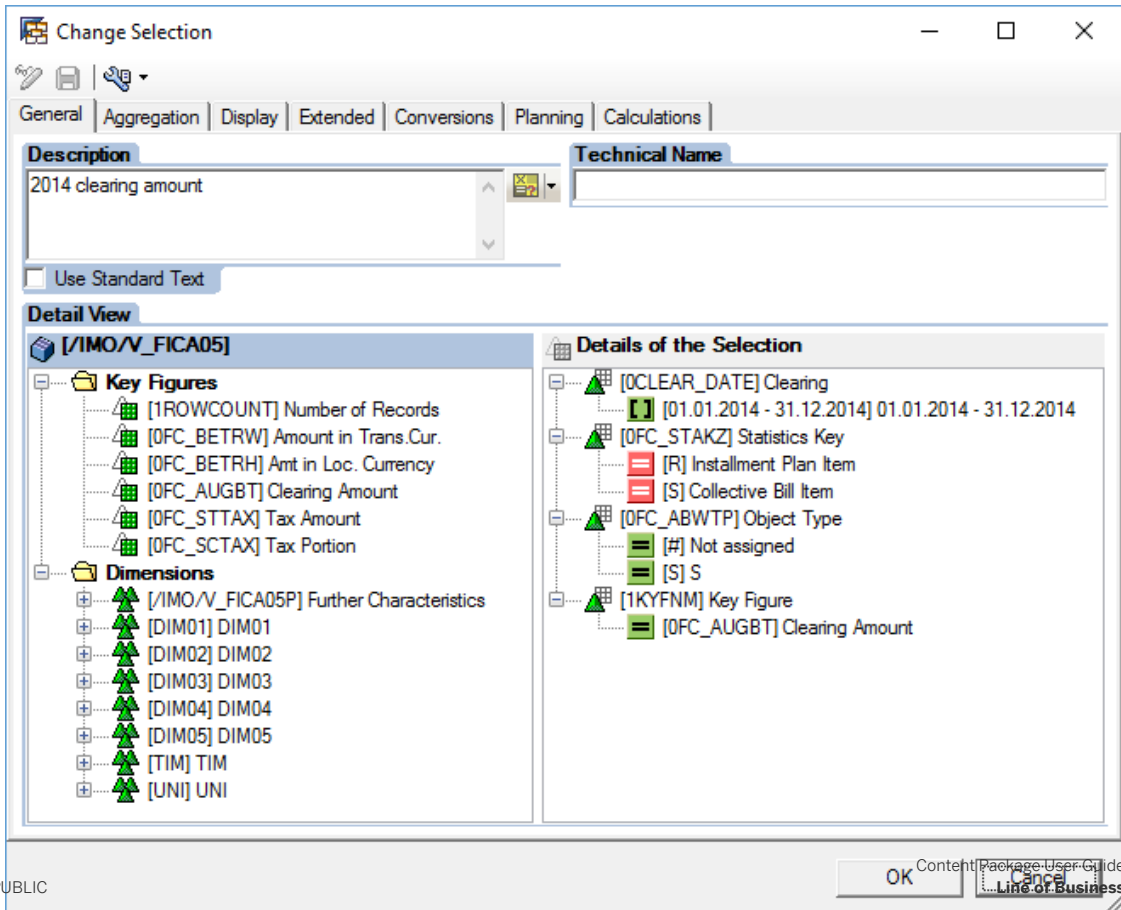 Change Selection
General Aggregation Display Extended Conversions Planning Calculations
Description
2014 clearing amount
Technical Name
Use Standard Text
Detail View
[/IMO/V_FICA05]
Key Figures
[1ROWCOUNT] Number of Records
[0FC_BETRW] Amount in Trans.Cur.
[0FC_BETRH] Amt in Loc. Currency
[0FC_AUGBT] Clearing Amount
[0FC_STTAX] Tax Amount
[0FC_SCTAX] Tax Portion
Dimensions
[/IMO/V_FICA05P] Further Characteristics
[DIM01] DIM01
[DIM02] DIM02
[DIM03] DIM03
[DIM04] DIM04
[DIM05] DIM05
[TIM] TIM
[UNI] UNI
Details of the Selection
[0CLEAR_DATE] Clearing
[01.01.2014 - 31.12.2014] 01.01.2014 - 31.12.2014
[0FC_STAKZ] Statistics Key
[R] Installment Plan Item
[S] Collective Bill Item
[0FC_ABWTP] Object Type
[#] Not assigned
[S] S
[1KYFNM] Key Figure
[0FC_AUGBT] Clearing Amount
OK
Cancel
Content Package User Guide
UBLIC
Line of Business